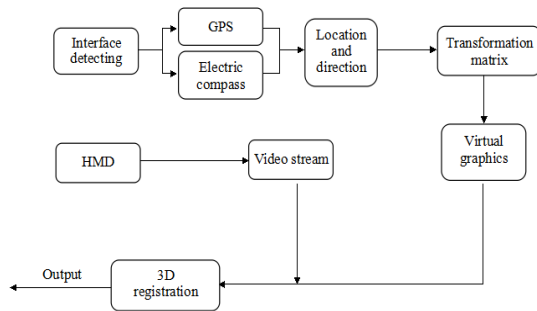 Interface
detecting
GPS
Electric
compass
Location
and
direction
Transformation
matrix
HMD
Video stream
Virtual
graphics
Output
3D
registration